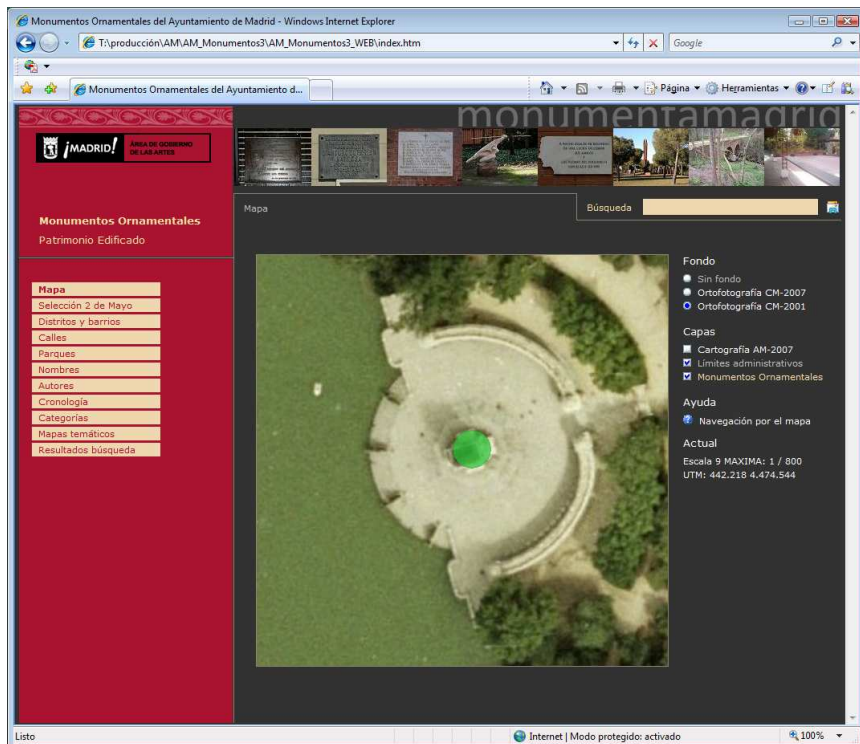 Monumentos Ornamentales del Ayuntamiento de Madrid - Windows Internet Explorer
T:\producción\AM\AM_Monumentos3\AM_Monumentos3_WEB\index.htm
Google
Monumentos Ornamentales del Ayuntamiento d...
Página
Herramientas
monumentamadrid
¡MADRID!
ÁREA DE GOBIERNO
DE LAS ARTES
Monumentos Ornamentales
Patrimonio Edificado
Mapa
Búsqueda
Mapa
Selección 2 de Mayo
Distritos y barrios
Calles
Parques
Nombres
Autores
Cronología
Categorías
Mapas temáticos
Resultados búsqueda
Fondo
Sin fondo
Ortofotografía CM-2007
Ortofotografía CM-2001
Capas
Cartografía AM-2007
Límites administrativos
Monumentos Ornamentales
Ayuda
Navegación por el mapa
Actual
Escala 9 MAXIMA: 1 / 800
UTM: 442.218 4.474.544
Listo
Internet | Modo protegido: activado
100%